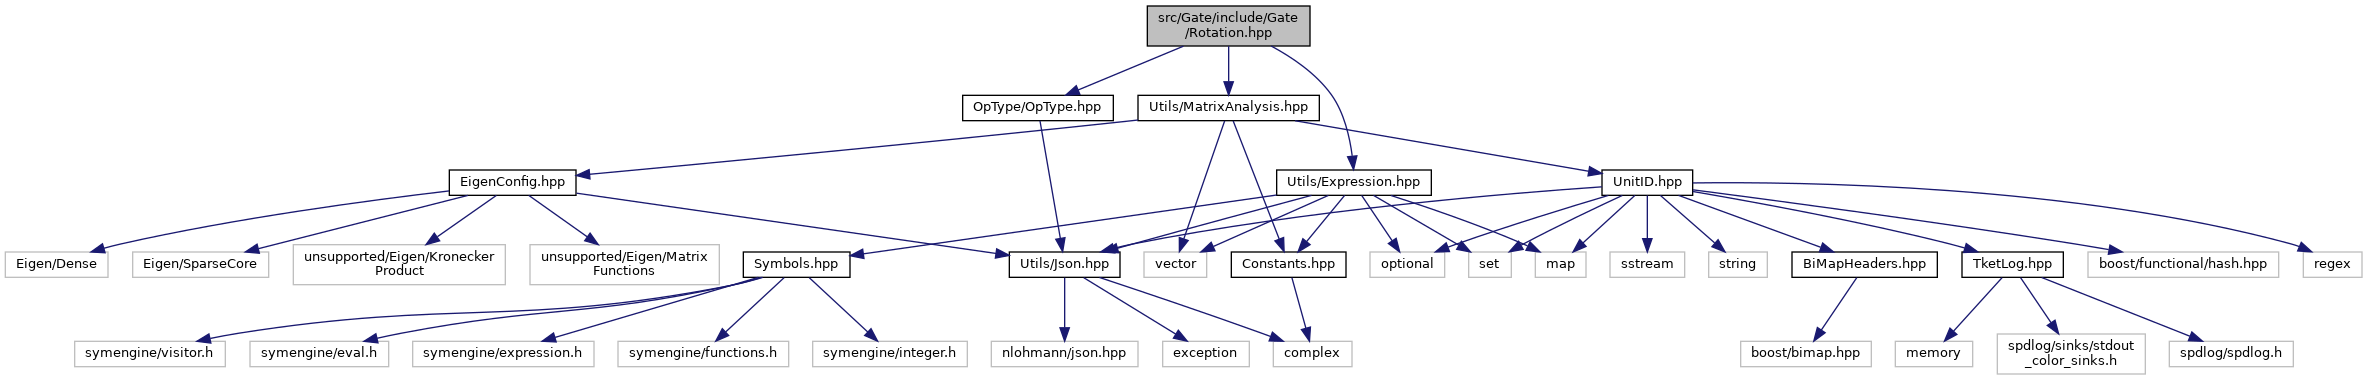 src/Gate/include/Gate
/Rotation.hpp
OpType/OpType.hpp
Utils/MatrixAnalysis.hpp
EigenConfig.hpp
Utils/Expression.hpp
UnitID.hpp
Eigen/Dense
Eigen/SparseCore
unsupported/Eigen/Kronecker
Product
unsupported/Eigen/Matrix
Functions
Symbols.hpp
Utils/Json.hpp
vector
Constants.hpp
optional
set
map
sstream
string
BiMapHeaders.hpp
TketLog.hpp
boost/functional/hash.hpp
regex
symengine/visitor.h
symengine/eval.h
symengine/expression.h
symengine/functions.h
symengine/integer.h
nlohmann/json.hpp
exception
complex
boost/bimap.hpp
memory
spdlog/sinks/stdout
_color_sinks.h
spdlog/spdlog.h